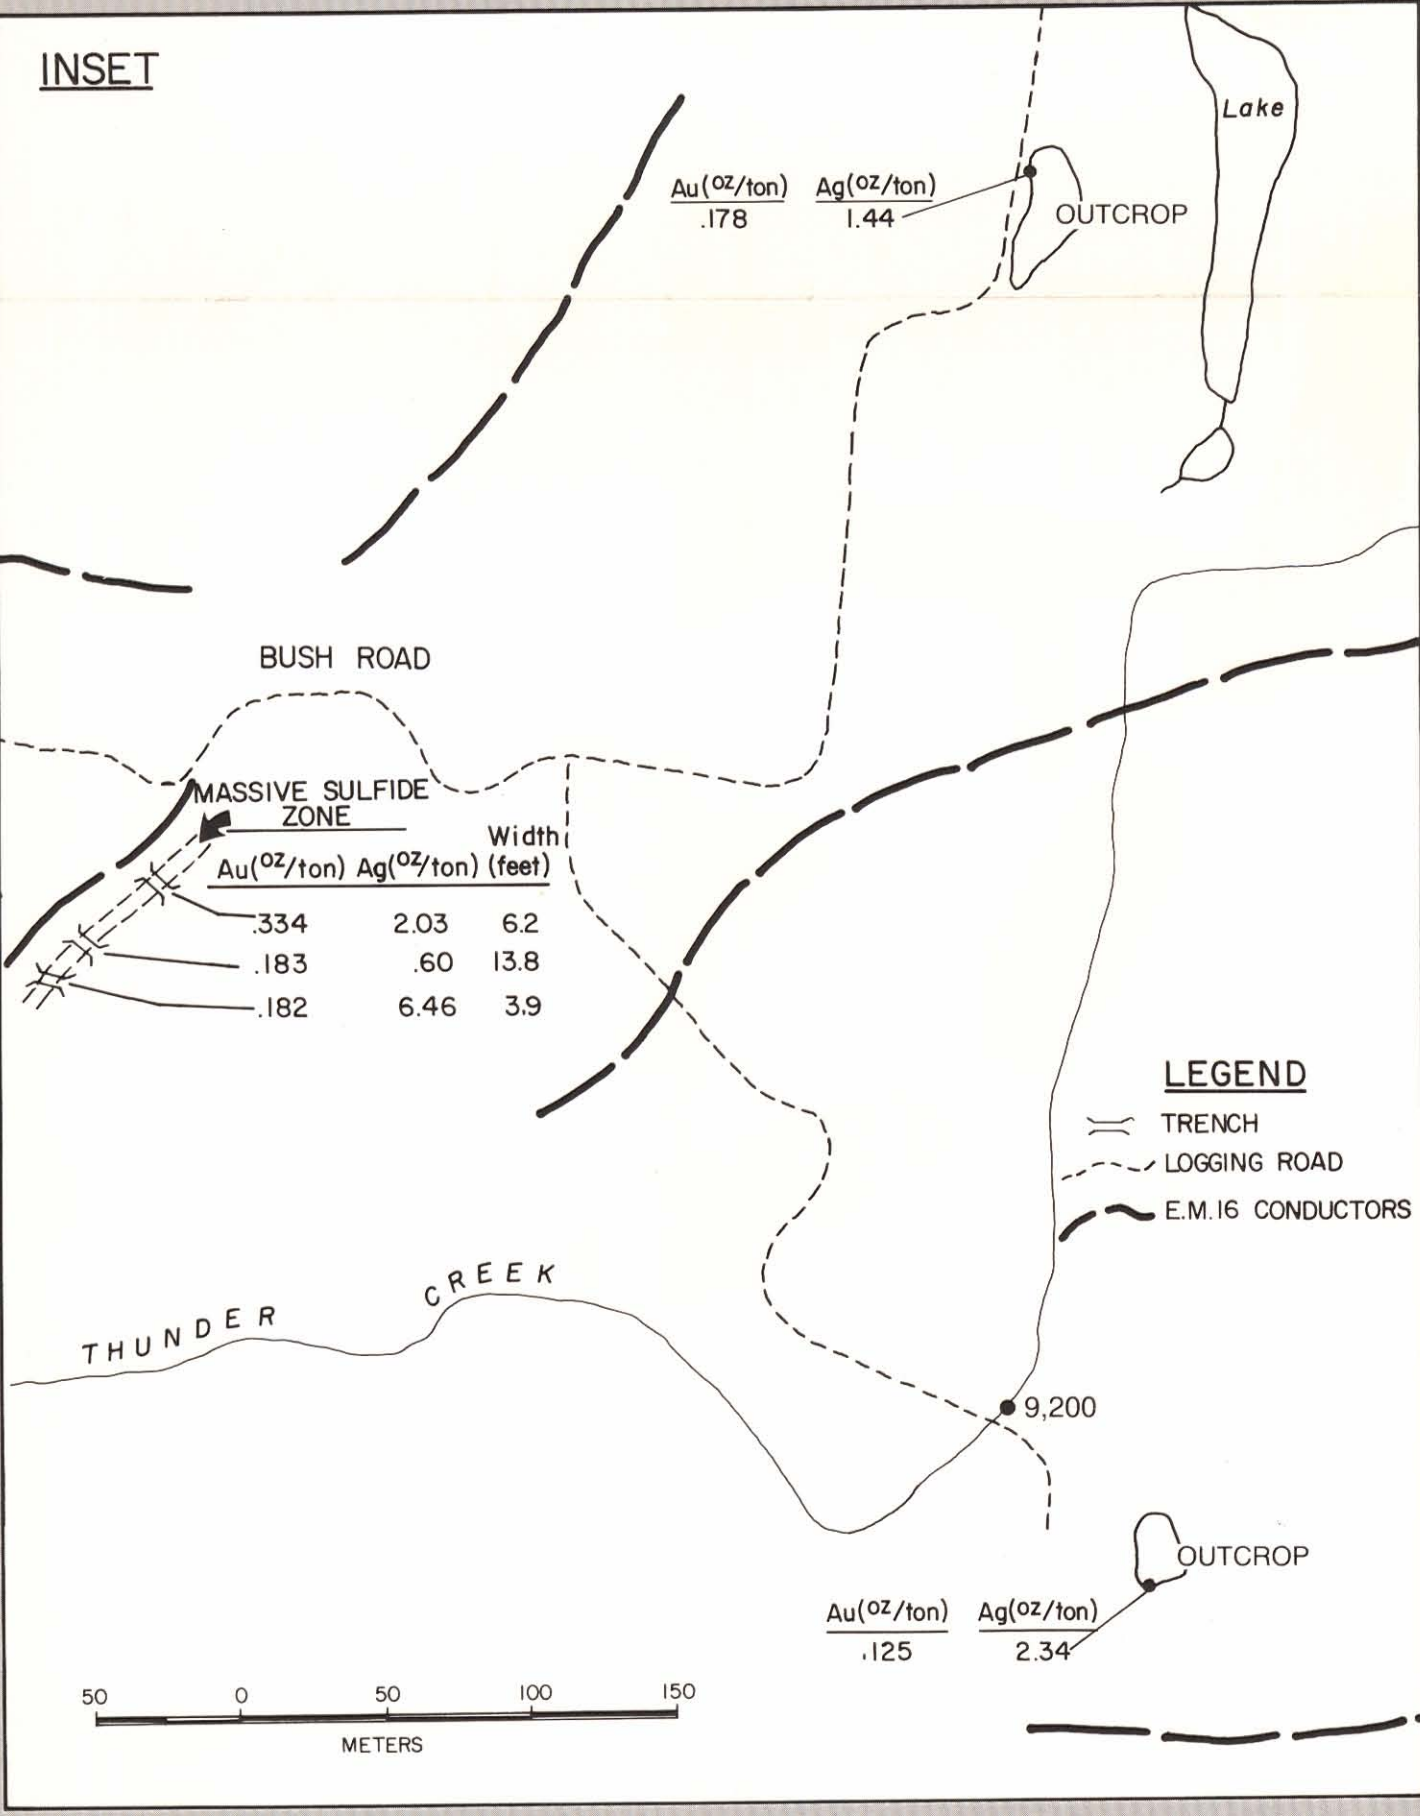 INSET
Lake
Au(oz/ton) Ag(oz/ton)
.178 1.44
OUTCROP
BUSH ROAD
MASSIVE SULFIDE
ZONE
Width
Au(oz/ton) Ag(oz/ton) (feet)
.334 2.03 6.2
.183 .60 13.8
.182 6.46 3.9
LEGEND
TRENCH
LOGGING ROAD
E.M.16 CONDUCTORS
THUNDER CREEK
9,200
OUTCROP
Au(oz/ton) Ag(oz/ton)
.125 2.34
50 0 50 100 150
METERS